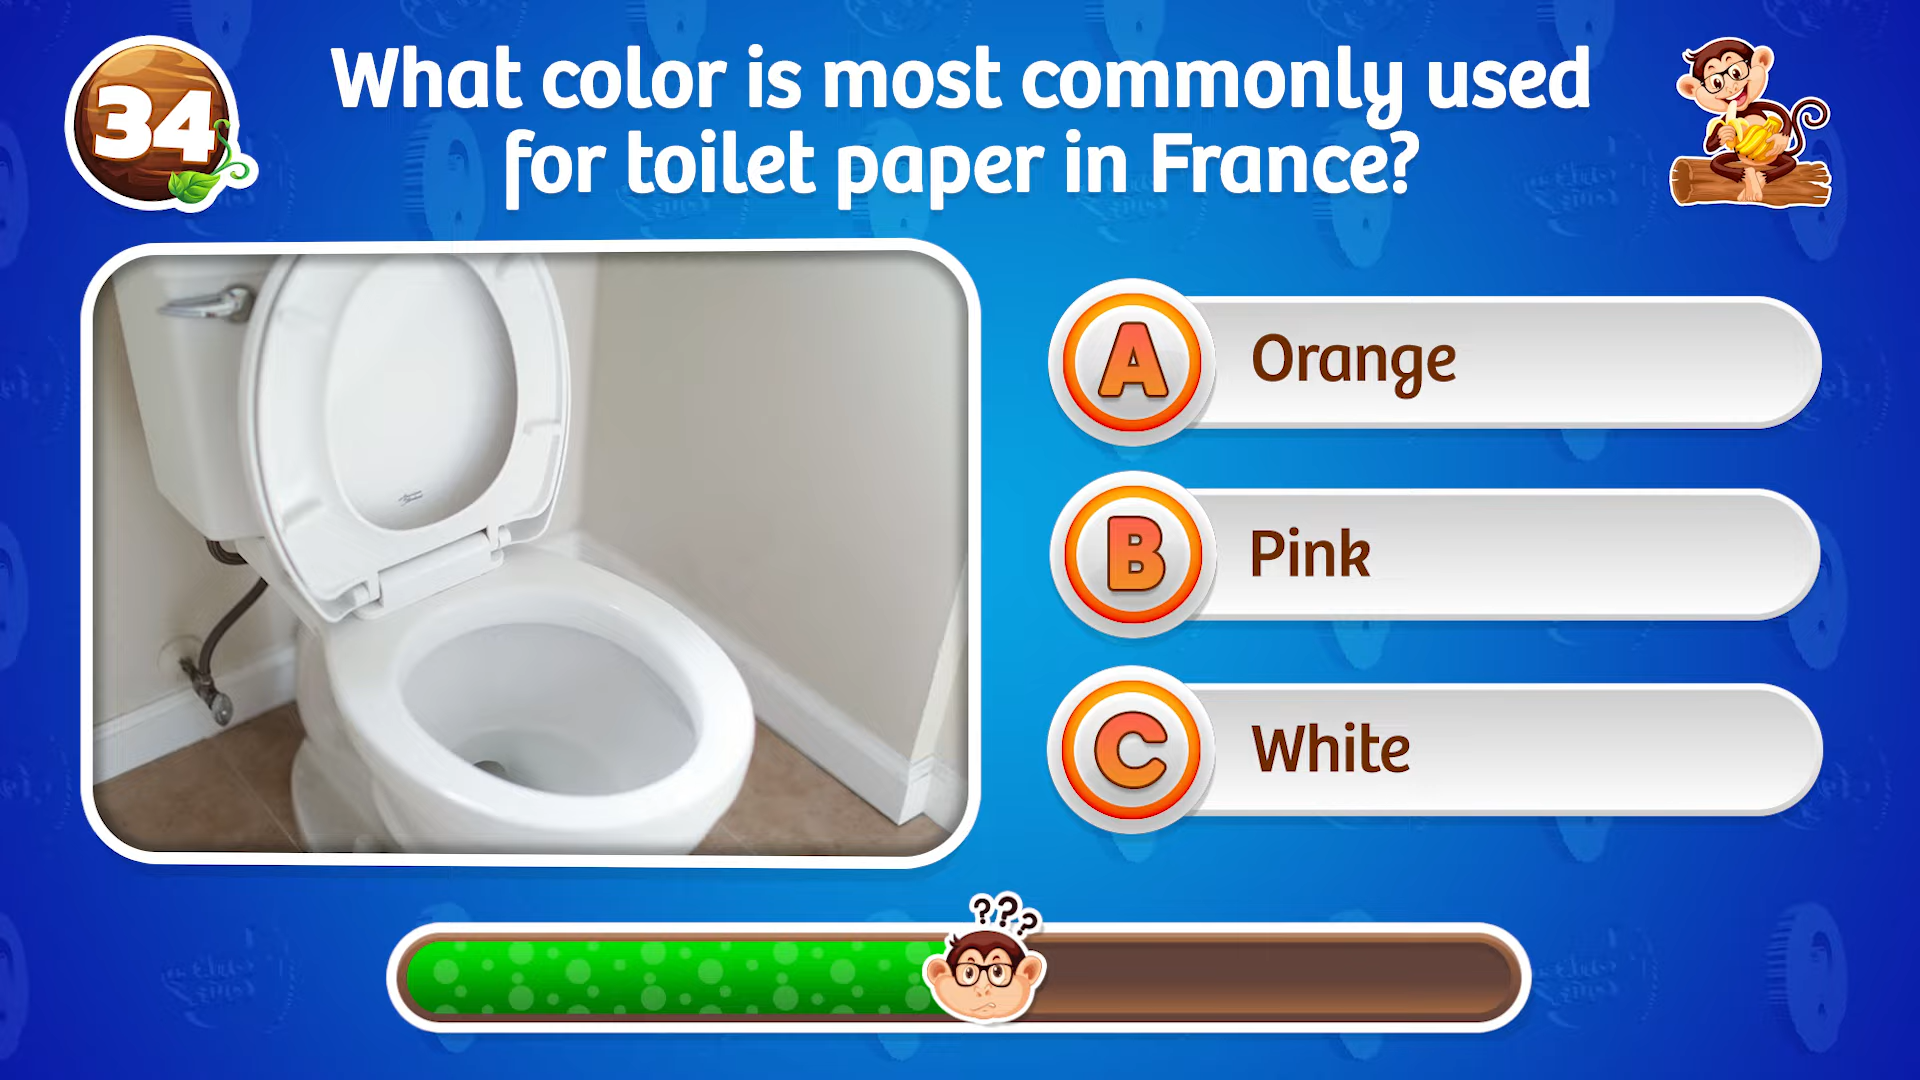 34
What color is most commonly used
for toilet paper in France?
A Orange
B Pink
C White
???